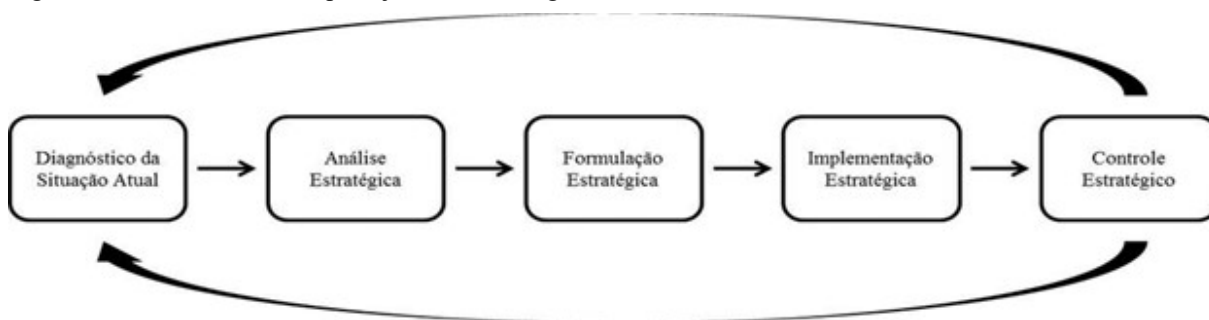 Diagnóstico da
Situação Atual
Análise
Estratégica
Formulação
Estratégica
Implementação
Estratégica
Controle
Estratégico